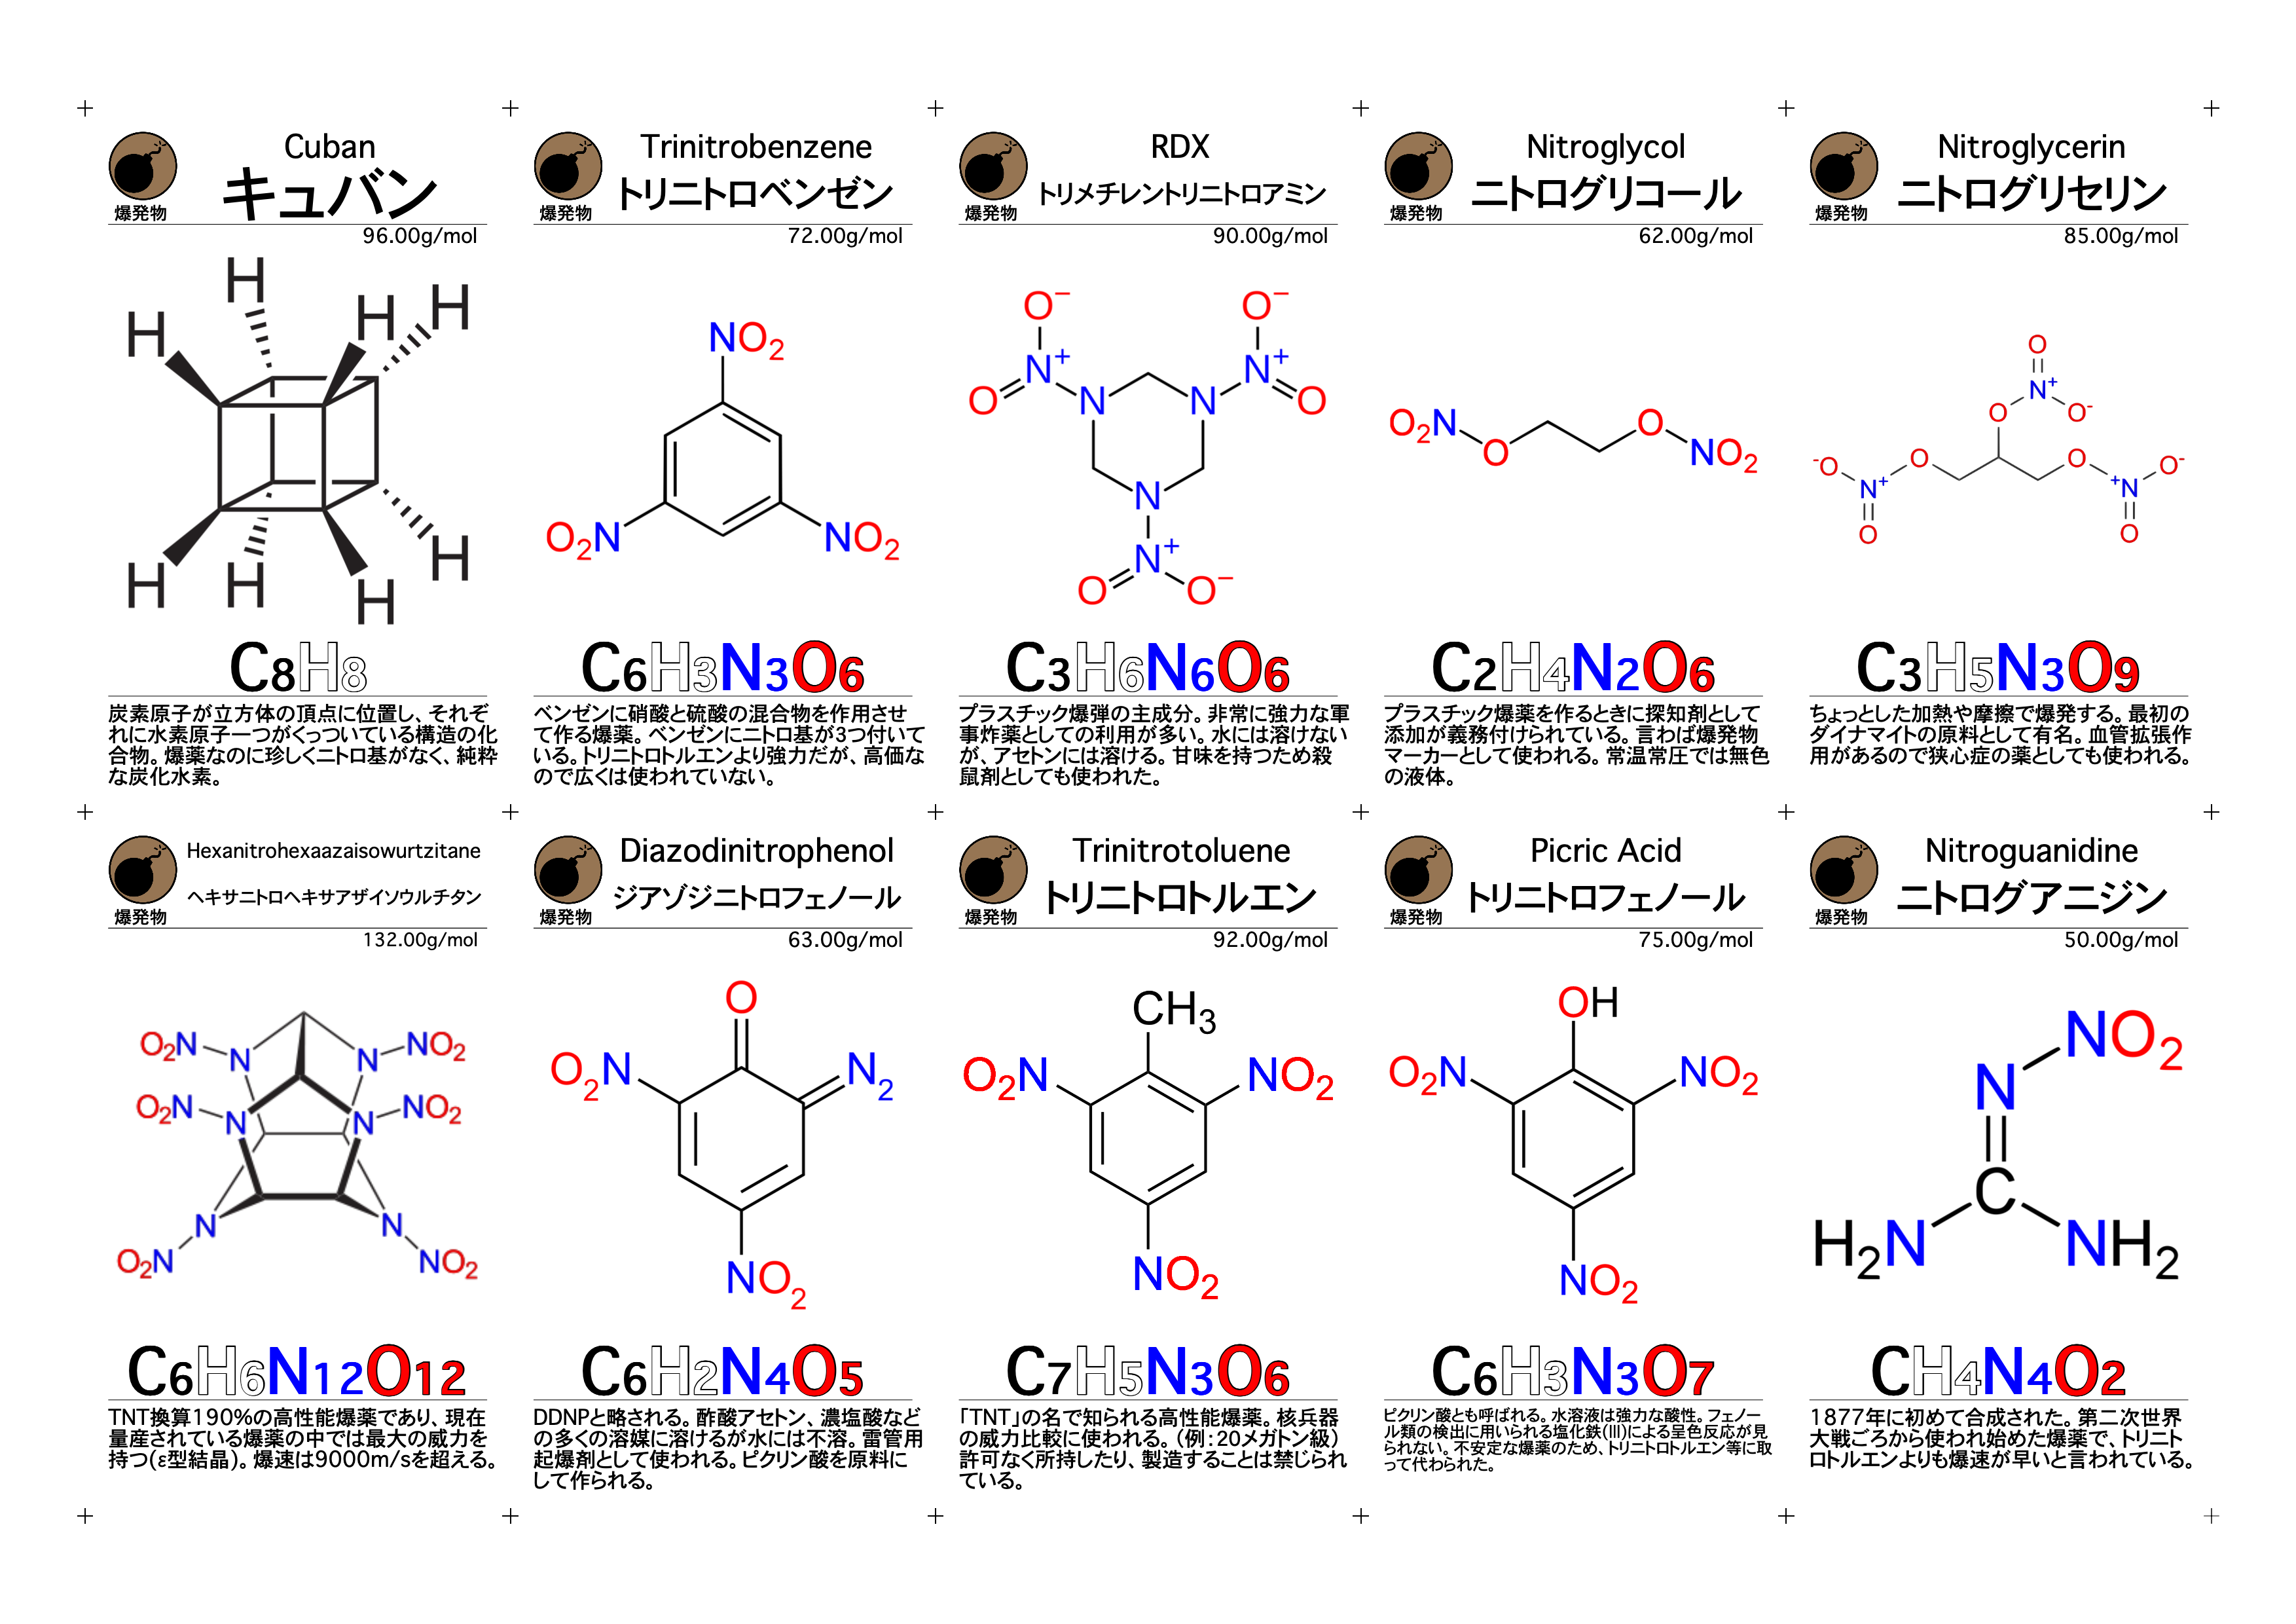 Cuban
キュバン
爆発物
96.00g/mol
H
H
H
H
H
H
H
H
C8H8
炭素原子が立方体の頂点に位置し、それぞ
れに水素原子一つがくっついている構造の化
合物。爆薬なのに珍しくニトロ基がなく、純粋
な炭化水素。
Trinitrobenzene
トリニトロベンゼン
爆発物
72.00g/mol
NO2
O2N
NO2
C6H3N3O6
ベンゼンに硝酸と硫酸の混合物を作用させ
て作る爆薬。ベンゼンにニトロ基が3つ付いて
いる。トリニトロトルエンより強力だが、高価な
ので広くは使われていない。
RDX
トリメチレントリニトロアミン
爆発物
90.00g/mol
O− O−
N+ N+
O N N O
N
N+
O O−
C3H6N6O6
プラスチック爆弾の主成分。非常に強力な軍
事炸薬としての利用が多い。水には溶けない
が、アセトンには溶ける。甘味を持つため殺
鼠剤としても使われた。
Nitroglycol
ニトログリコール
爆発物
62.00g/mol
O2N O
O NO2
C2H4N2O6
プラスチック爆薬を作るときに探知剤として
添加が義務付けられている。言わば爆発物
マーカーとして使われる。常温常圧では無色
の液体。
Nitroglycerin
ニトログリセリン
爆発物
85.00g/mol
O
N+
O O-
-O O O O-
N+ +N
O O
C3H5N3O9
ちょっとした加熱や摩擦で爆発する。最初の
ダイナマイトの原料として有名。血管拡張作
用があるので狭心症の薬としても使われる。
Hexanitrohexaazaisowurtzitane
ヘキサニトロヘキサアザイソウルチタン
爆発物
132.00g/mol
O2N N N NO2
O2N N N NO2
N N
O2N NO2
C6H6N12O12
TNT換算190%の高性能爆薬であり、現在
量産されている爆薬の中では最大の威力を
持つ(ε型結晶)。爆速は9000m/sを超える。
Diazodinitrophenol
ジアゾジニトロフェノール
爆発物
63.00g/mol
O
O2N N2
NO2
C6H2N4O5
DDNPと略される。酢酸アセトン、濃塩酸など
の多くの溶媒に溶けるが水には不溶。雷管用
起爆剤として使われる。ピクリン酸を原料に
して作られる。
Trinitrotoluene
トリニトロトルエン
爆発物
92.00g/mol
CH3
O2N NO2
NO2
C7H5N3O6
「TNT」の名で知られる高性能爆薬。核兵器
の威力比較に使われる。（例：20メガトン級）
許可なく所持したり、製造することは禁じられ
ている。
Picric Acid
トリニトロフェノール
爆発物
75.00g/mol
OH
O2N NO2
NO2
C6H3N3O7
ピクリン酸とも呼ばれる。水溶液は強力な酸性。フェノー
ル類の検出に用いられる塩化鉄(III)による呈色反応が見
られない。不安定な爆薬のため、トリニトロトルエン等に取
って代わられた。
Nitroguanidine
ニトログアニジン
爆発物
50.00g/mol
NO2
N
C
H2N NH2
CH4N4O2
1877年に初めて合成された。第二次世界
大戦ごろから使われ始めた爆薬で、トリニト
ロトルエンよりも爆速が早いと言われている。